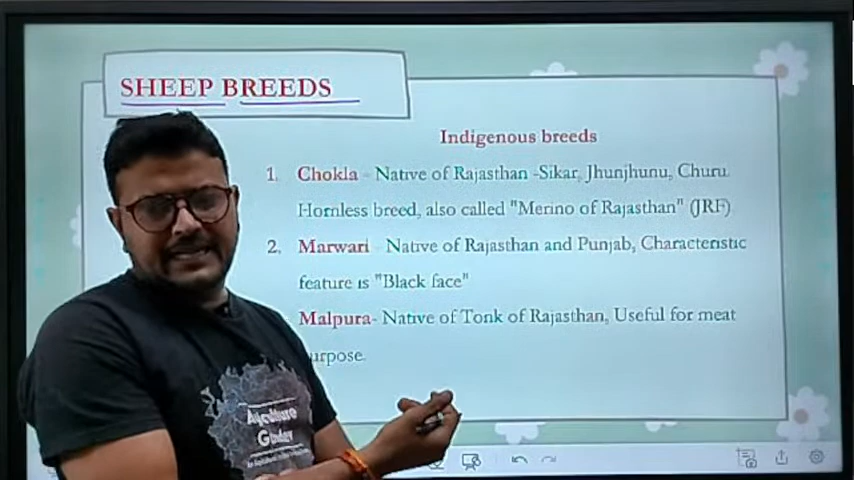 SHEEP BREEDS
Indigenous breeds
1. Chokla - Native of Rajasthan -Sikar, Jhunjhunu, Churu.
Hornless breed, also called "Merino of Rajasthan" (JRF)
2. Marwari - Native of Rajasthan and Punjab, Characteristic
feature is "Black face"
Malpura- Native of Tonk of Rajasthan, Useful for meat
urpose.
Agriculture